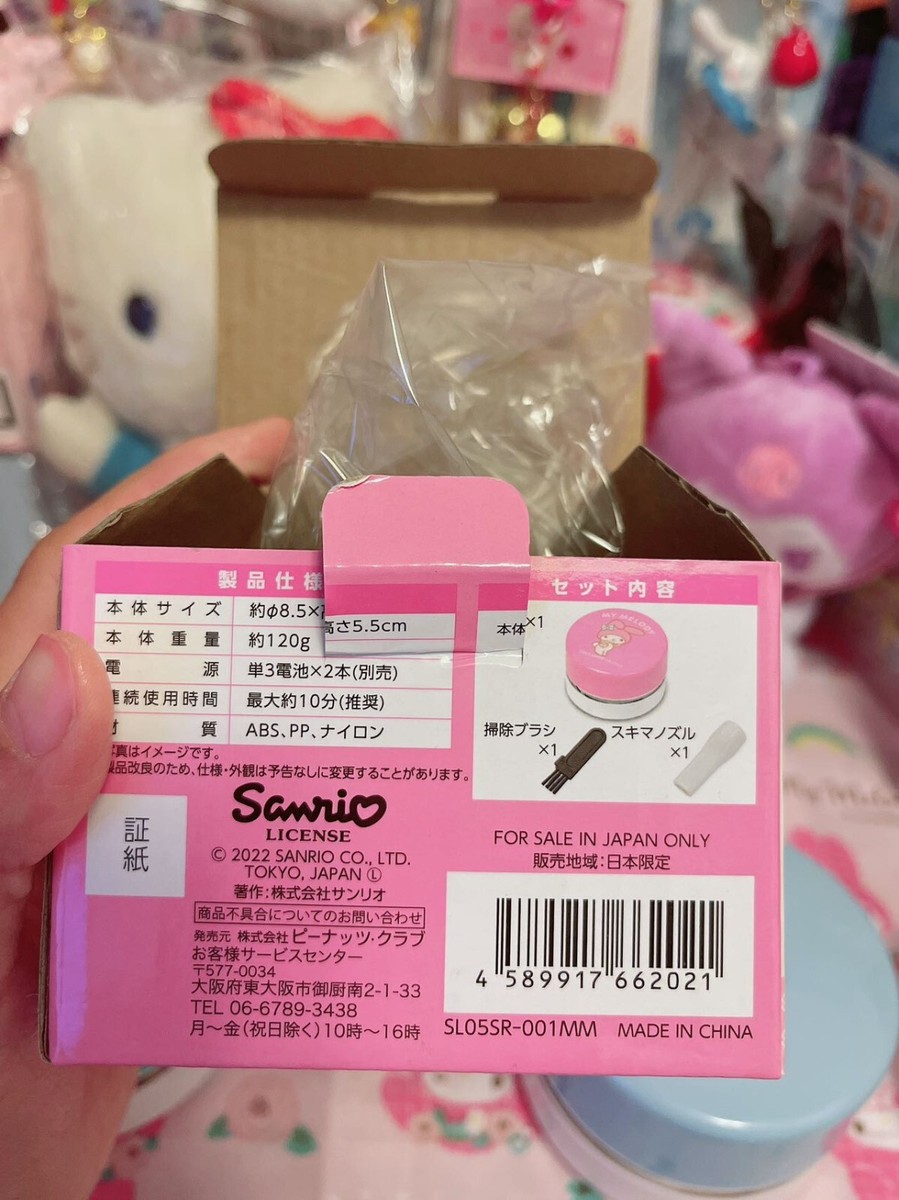 製品仕様
本体サイズ 約φ8.5×高さ5.5cm
本体重量 約120g
電源 単3電池×2本(別売)
連続使用時間 最大約10分(推奨)
材質 ABS、PP、ナイロン
写真はイメージです。
製品改良のため、仕様・外観は予告なしに変更することがあります。
セット内容
本体×1
MY MELODY
掃除ブラシ×1
スキマノズル×1
証紙
Sanrio
LICENSE
© 2022 SANRIO CO., LTD.
TOKYO, JAPAN Ⓛ
著作:株式会社サンリオ
商品不具合についてのお問い合わせ
発売元 株式会社ピーナッツ・クラブ
お客様サービスセンター
〒577-0034
大阪府東大阪市御厨南2-1-33
TEL 06-6789-3438
月〜金(祝日除く)10時〜16時
FOR SALE IN JAPAN ONLY
販売地域:日本限定
4 589917 662021
SL05SR-001MM MADE IN CHINA